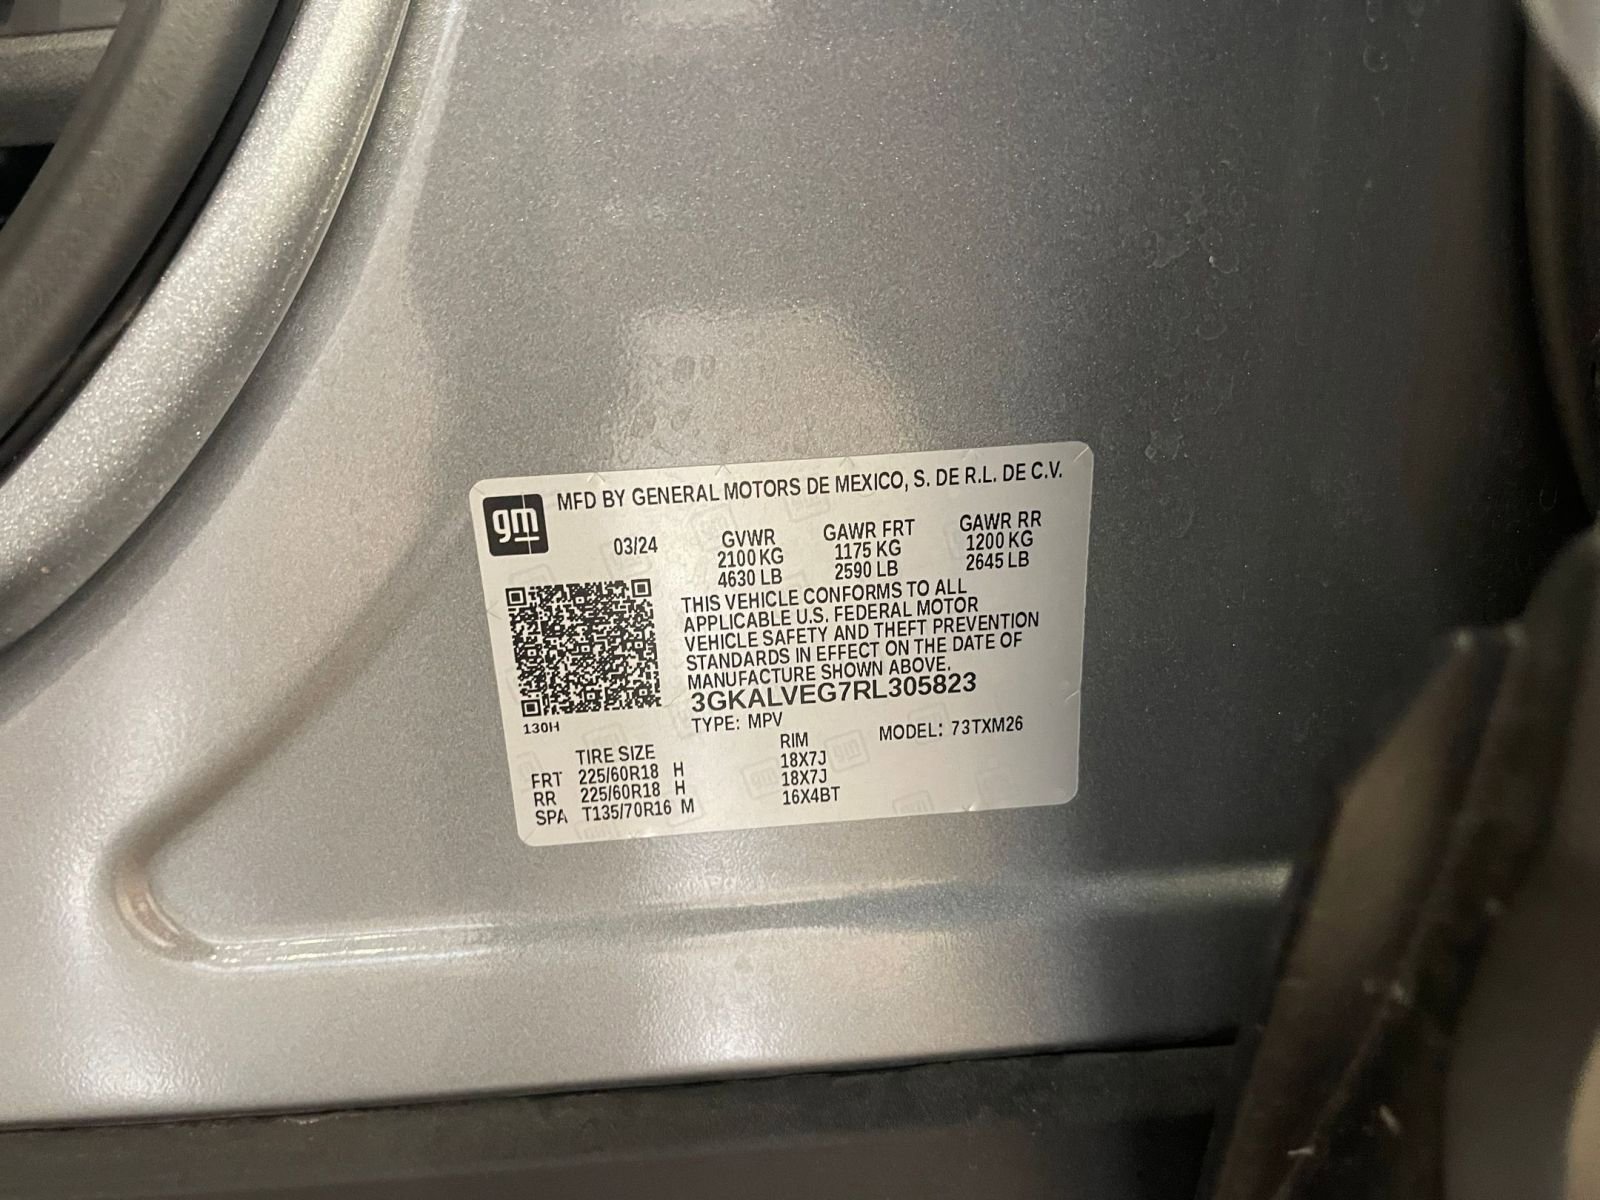 gm
MFD BY GENERAL MOTORS DE MEXICO, S. DE R.L. DE C.V.
03/24 GVWR GAWR FRT GAWR RR
2100 KG 1175 KG 1200 KG
4630 LB 2590 LB 2645 LB
THIS VEHICLE CONFORMS TO ALL
APPLICABLE U.S. FEDERAL MOTOR
VEHICLE SAFETY AND THEFT PREVENTION
STANDARDS IN EFFECT ON THE DATE OF
MANUFACTURE SHOWN ABOVE.
3GKALVEG7RL305823
130H
TYPE: MPV MODEL: 73TXM26
TIRE SIZE RIM
FRT 225/60R18 H 18X7J
RR 225/60R18 H 18X7J
SPA T135/70R16 M 16X4BT